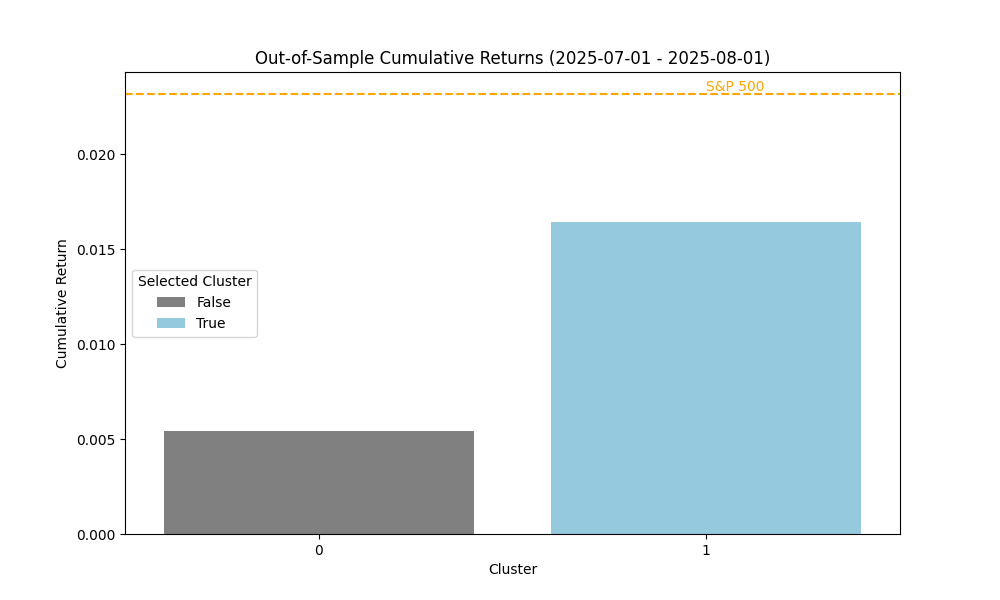 Out-of-Sample Cumulative Returns (2025-07-01 - 2025-08-01)
S&P 500
0.020
0.015
0.010
0.005
0.000
Cumulative Return
Selected Cluster
False
True
0 1
Cluster